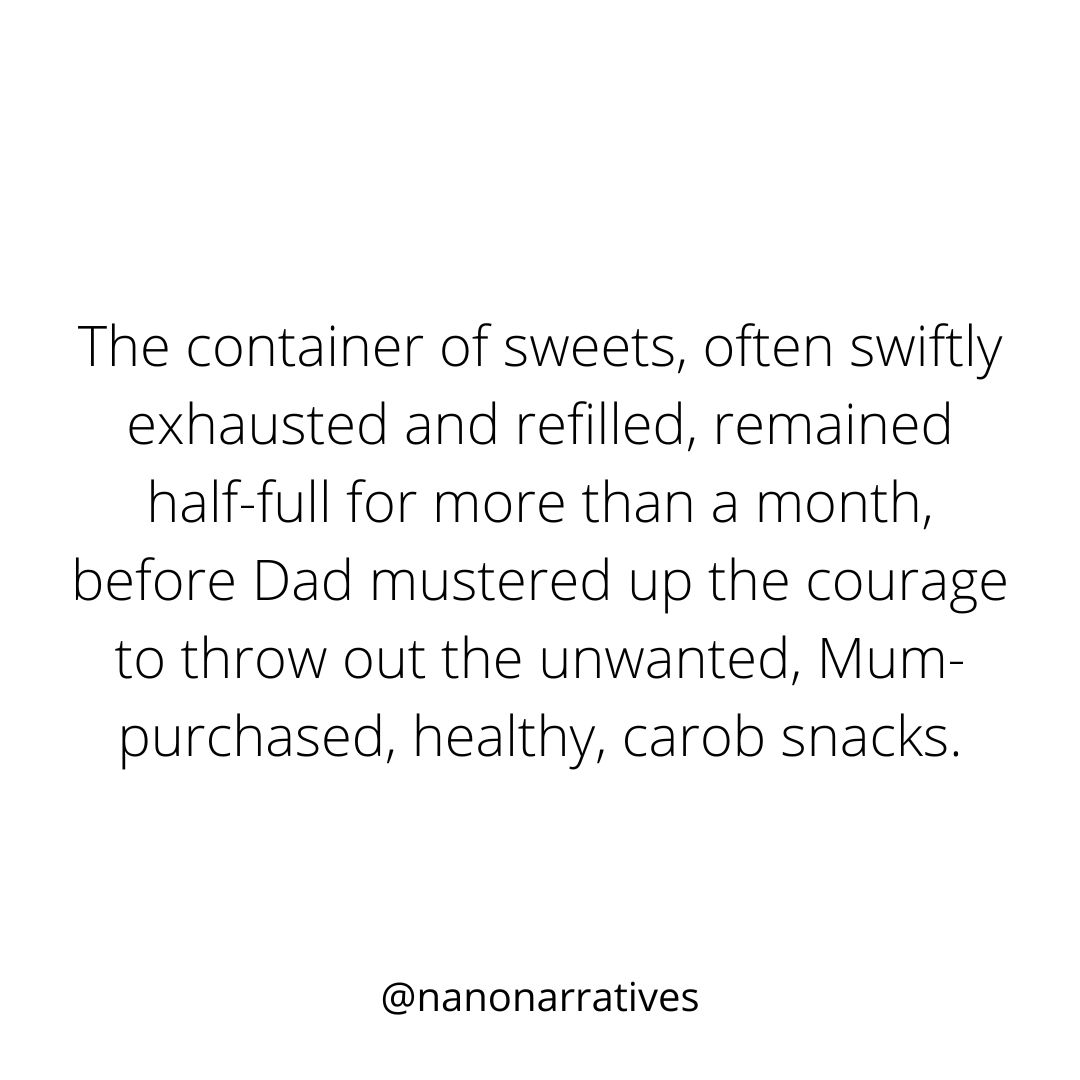 The container of sweets, often swiftly
exhausted and refilled, remained
half-full for more than a month,
before Dad mustered up the courage
to throw out the unwanted, Mum-
purchased, healthy, carob snacks.
@nanonarratives